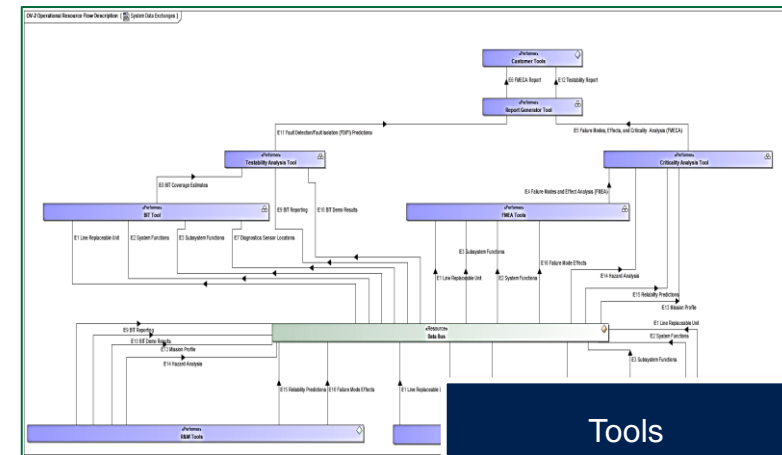 OV-2 Operational Resource Flow Description [ System Data Exchanges ]
«Performer»
Customer Tools
E6 FMECA Report
E12 Testability Report
«Performer»
Report Generator Tool
E11 Fault Detection/Fault Isolation (FD/FI) Predictions
E5 Failure Modes, Effects, and Criticality Analysis (FMECA)
«Performer»
Testability Analysis Tool
«Performer»
Criticality Analysis Tool
E8 BIT Coverage Estimates
E4 Failure Modes and Effect Analysis (FMEA)
«Performer»
BIT Tool
E9 BIT Reporting
E10 BIT Demo Results
«Performer»
FMEA Tools
E1 Line Replaceable Unit
E2 System Functions
E3 Subsystem Functions
E7 Diagnostics Sensor Locations
E3 Subsystem Functions
E16 Failure Mode Effects
E1 Line Replaceable Unit
E2 System Functions
E14 Hazard Analysis
E15 Reliability Predictions
E13 Mission Profile
«Resource»
Data Bus
E1 Line Replaceable Unit
E9 BIT Reporting
E2 System Functions
E10 BIT Demo Results
E13 Mission Profile
E3 Subsystem Functions
E14 Hazard Analysis
E15 Reliability Predictions
E16 Failure Mode Effects
E1 Line Replaceable
«Performer»
R&M Tools
Tools